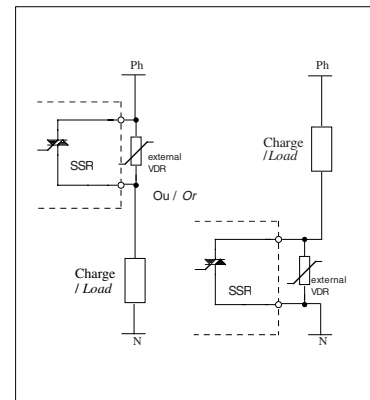 Ph
SSR
external
VDR
Ou / Or
Charge
/ Load
N
Ph
Charge
/Load
SSR
external
VDR
N